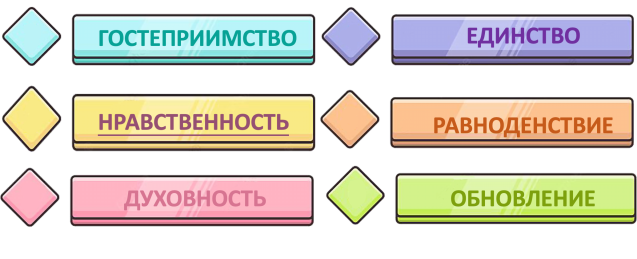 ГОСТЕПРИИМСТВО
ЕДИНСТВО
НРАВСТВЕННОСТЬ
РАВНОДЕНСТВИЕ
ДУХОВНОСТЬ
ОБНОВЛЕНИЕ